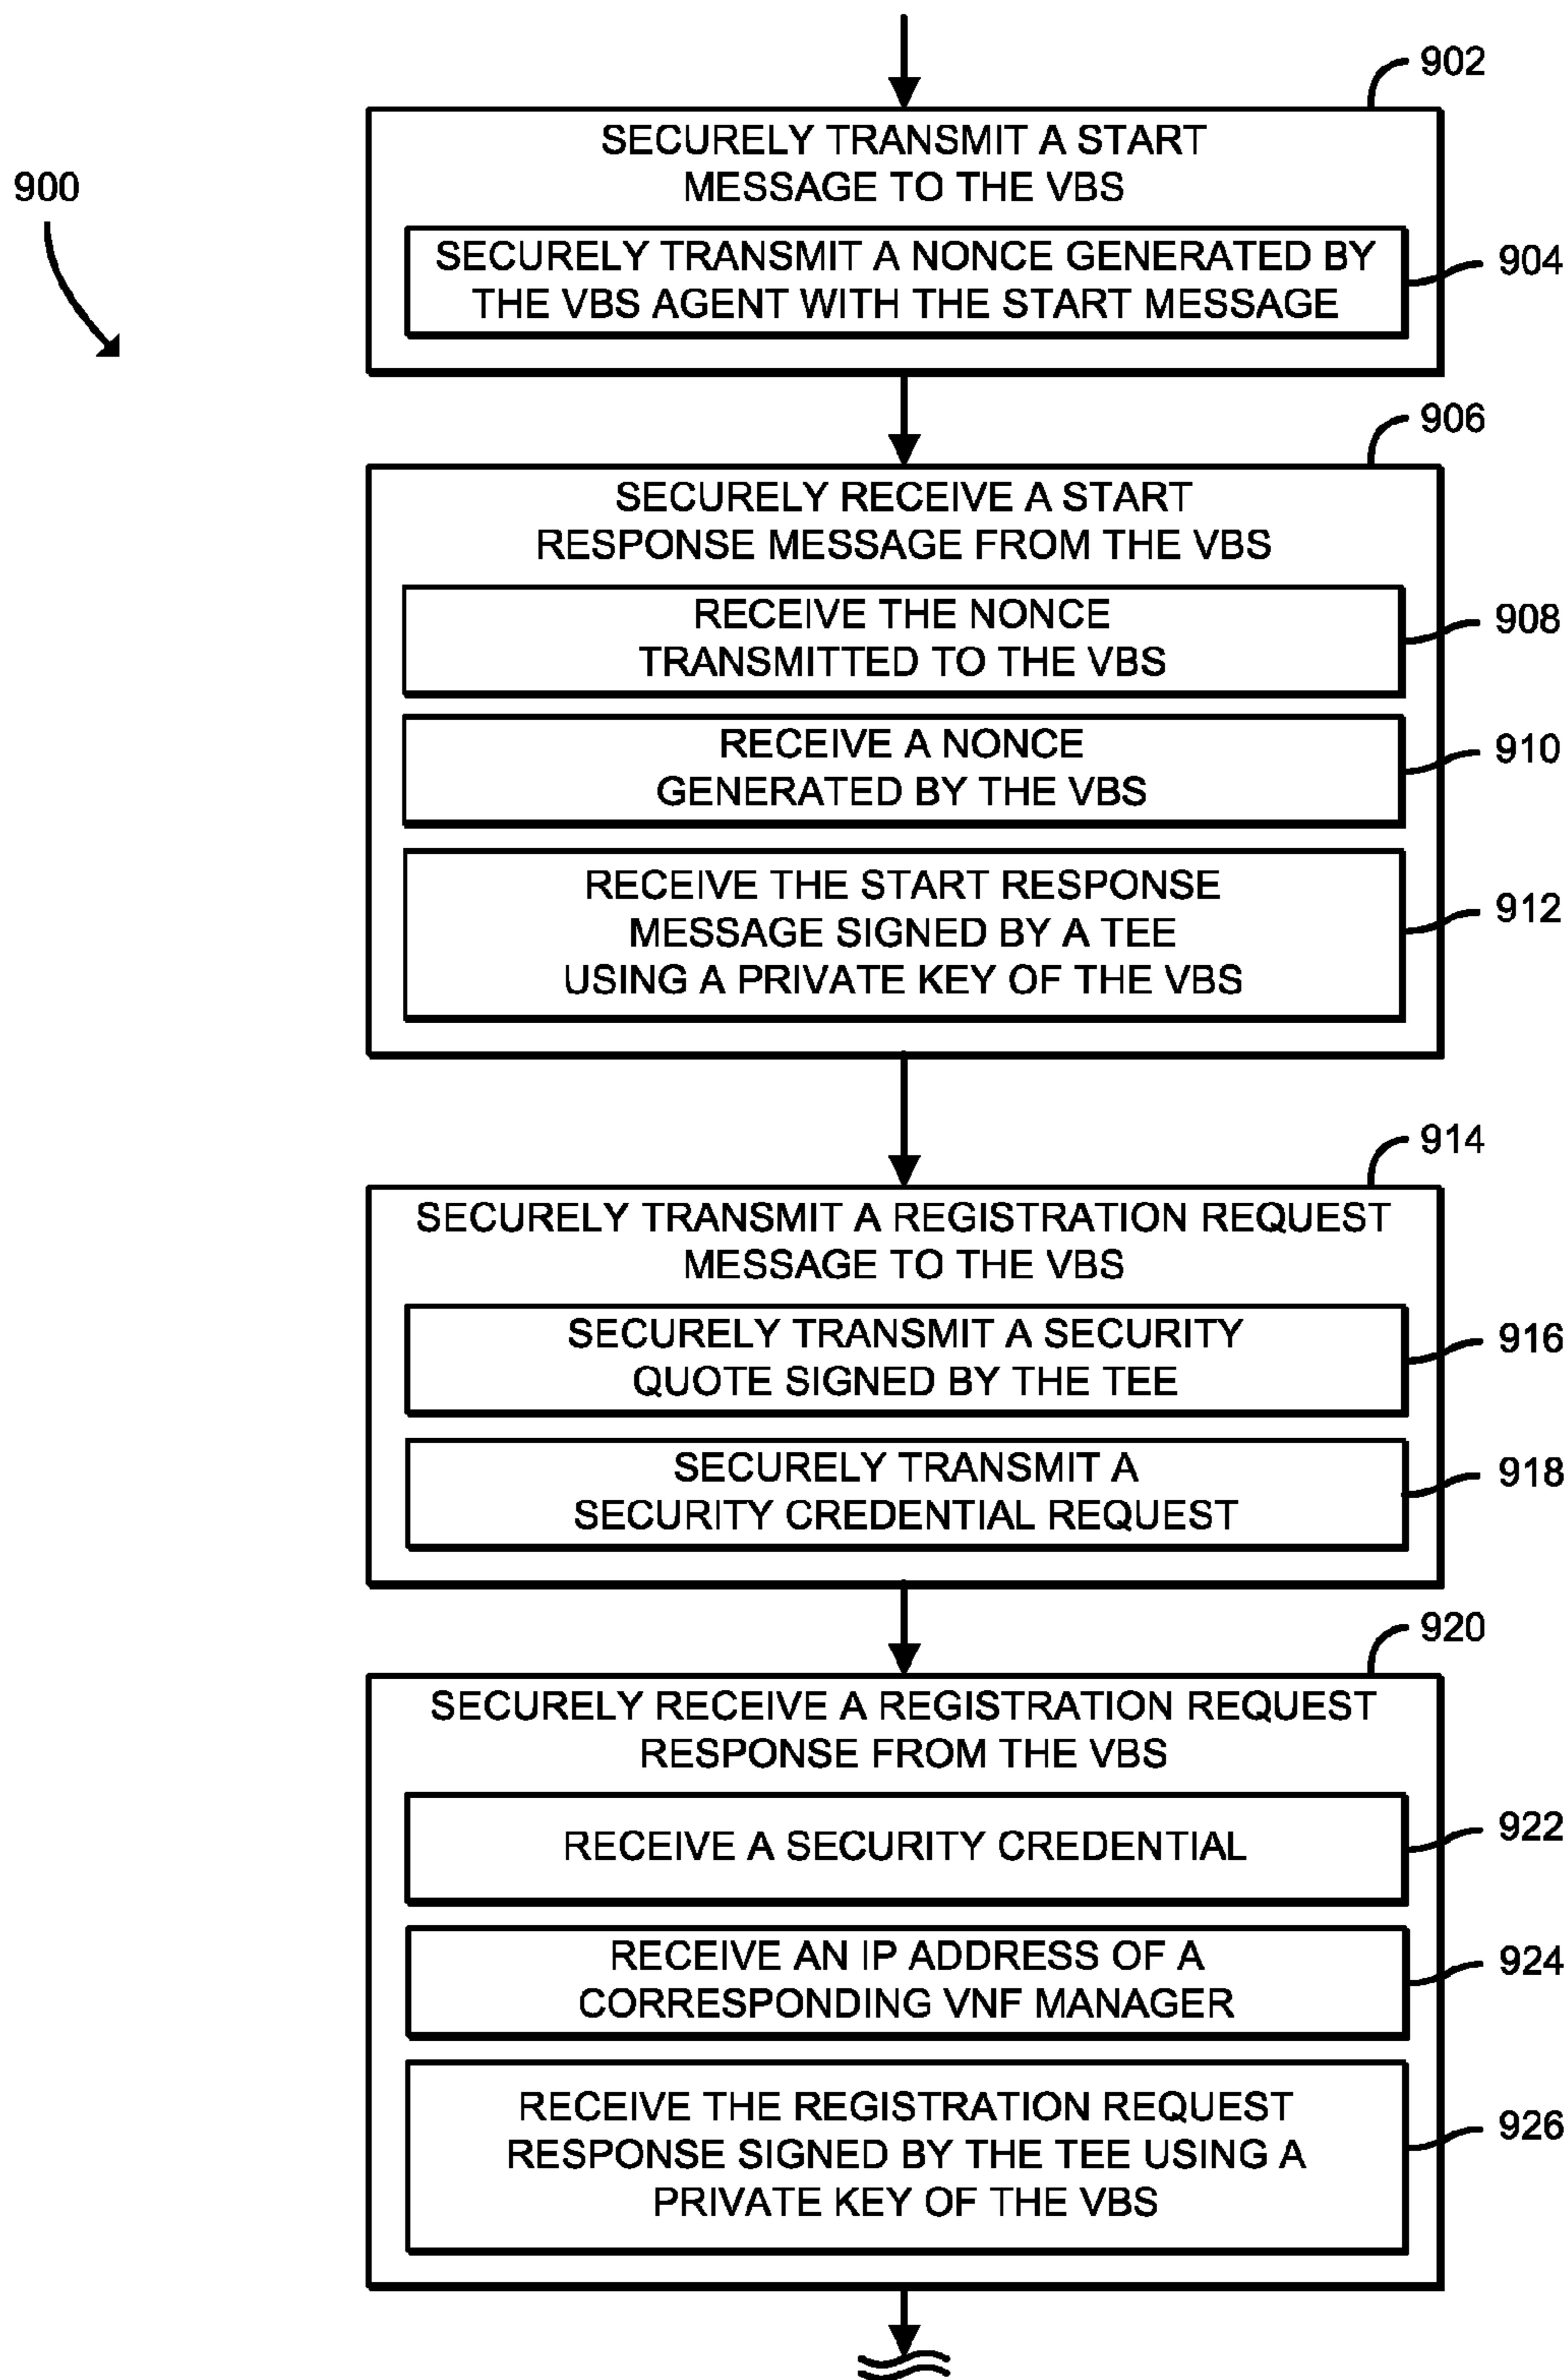 902
SECURELY TRANSMIT A START
MESSAGE TO THE VBS
900
SECURELY TRANSMIT A NONCE GENERATED BY
THE VBS AGENT WITH THE START MESSAGE
904
906
SECURELY RECEIVE A START
RESPONSE MESSAGE FROM THE VBS
RECEIVE THE NONCE
TRANSMITTED TO THE VBS
908
RECEIVE A NONCE
GENERATED BY THE VBS
910
RECEIVE THE START RESPONSE
MESSAGE SIGNED BY A TEE
USING A PRIVATE KEY OF THE VBS
912
914
SECURELY TRANSMIT A REGISTRATION REQUEST
MESSAGE TO THE VBS
SECURELY TRANSMIT A SECURITY
QUOTE SIGNED BY THE TEE
916
SECURELY TRANSMIT A
SECURITY CREDENTIAL REQUEST
918
920
SECURELY RECEIVE A REGISTRATION REQUEST
RESPONSE FROM THE VBS
RECEIVE A SECURITY CREDENTIAL
922
RECEIVE AN IP ADDRESS OF A
CORRESPONDING VNF MANAGER
924
RECEIVE THE REGISTRATION REQUEST
RESPONSE SIGNED BY THE TEE USING A
PRIVATE KEY OF THE VBS
926